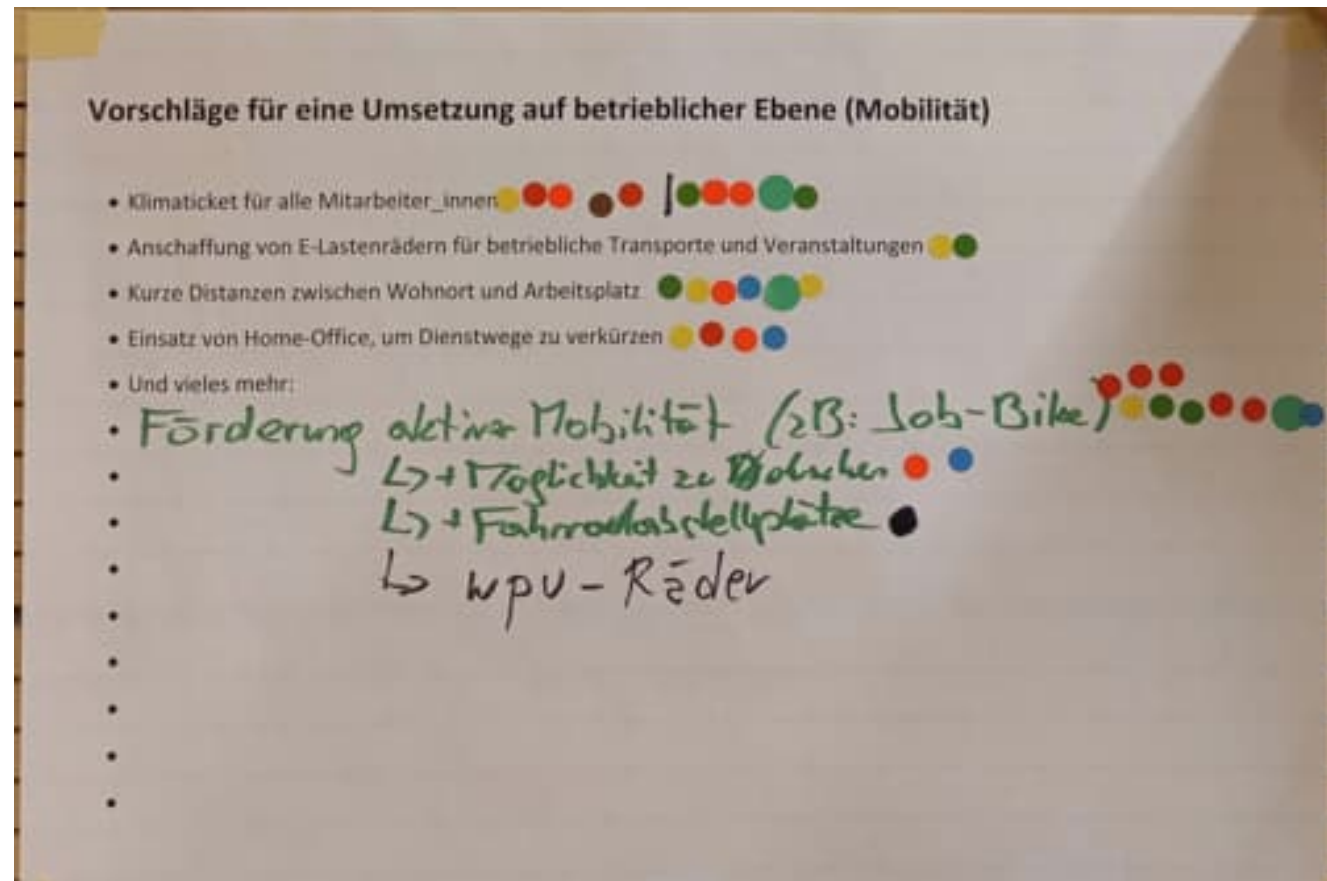 Vorschläge für eine Umsetzung auf betrieblicher Ebene (Mobilität)
• Klimaticket für alle Mitarbeiter_innen
• Anschaffung von E-Lastenrädern für betriebliche Transporte und Veranstaltungen
• Kurze Distanzen zwischen Wohnort und Arbeitsplatz
• Einsatz von Home-Office, um Dienstwege zu verkürzen
• Und vieles mehr:
• Förderung aktiver Mobilität (zB: Job-Bike)
↳ + Möglichkeit zu
↳ + Fahrradabstellplätze
↳ wpv - Räder